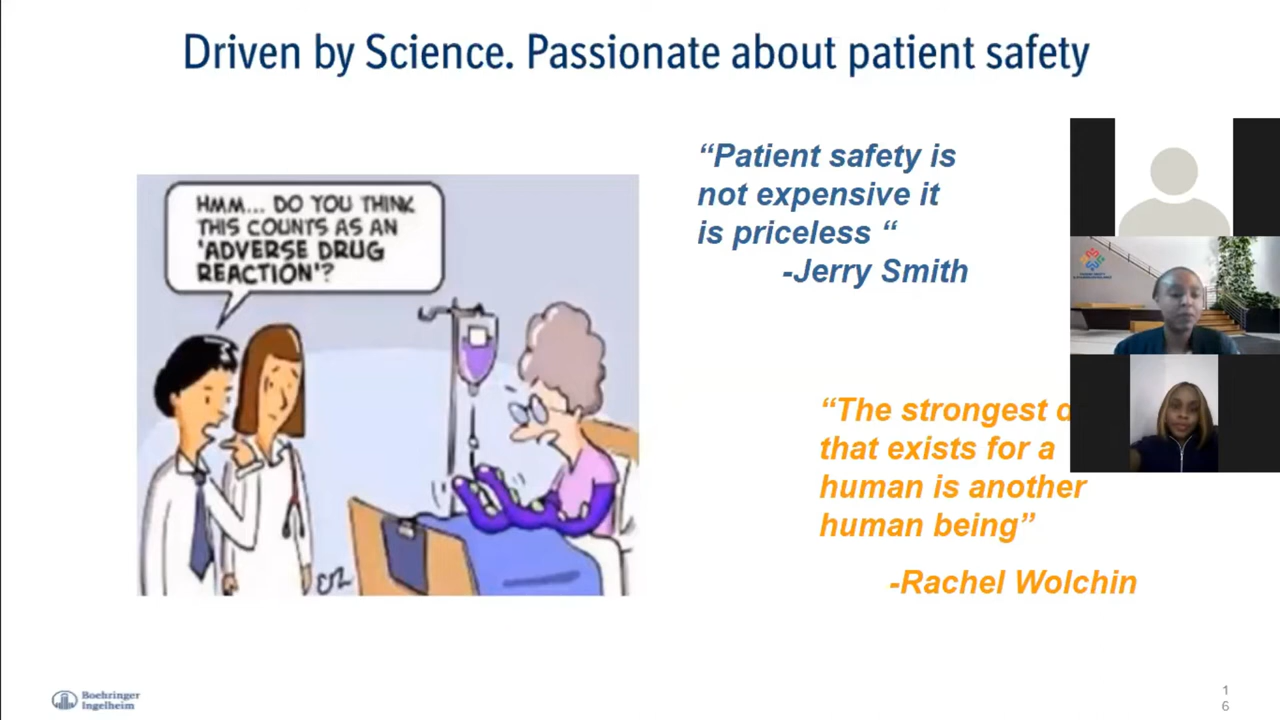 Driven by Science. Passionate about patient safety
HMM... DO YOU THINK
THIS COUNTS AS AN
'ADVERSE DRUG
REACTION'?
“Patient safety is
not expensive it
is priceless “
-Jerry Smith
“The strongest
that exists for a
human is another
human being”
-Rachel Wolchin
Boehringer
Ingelheim
1
6